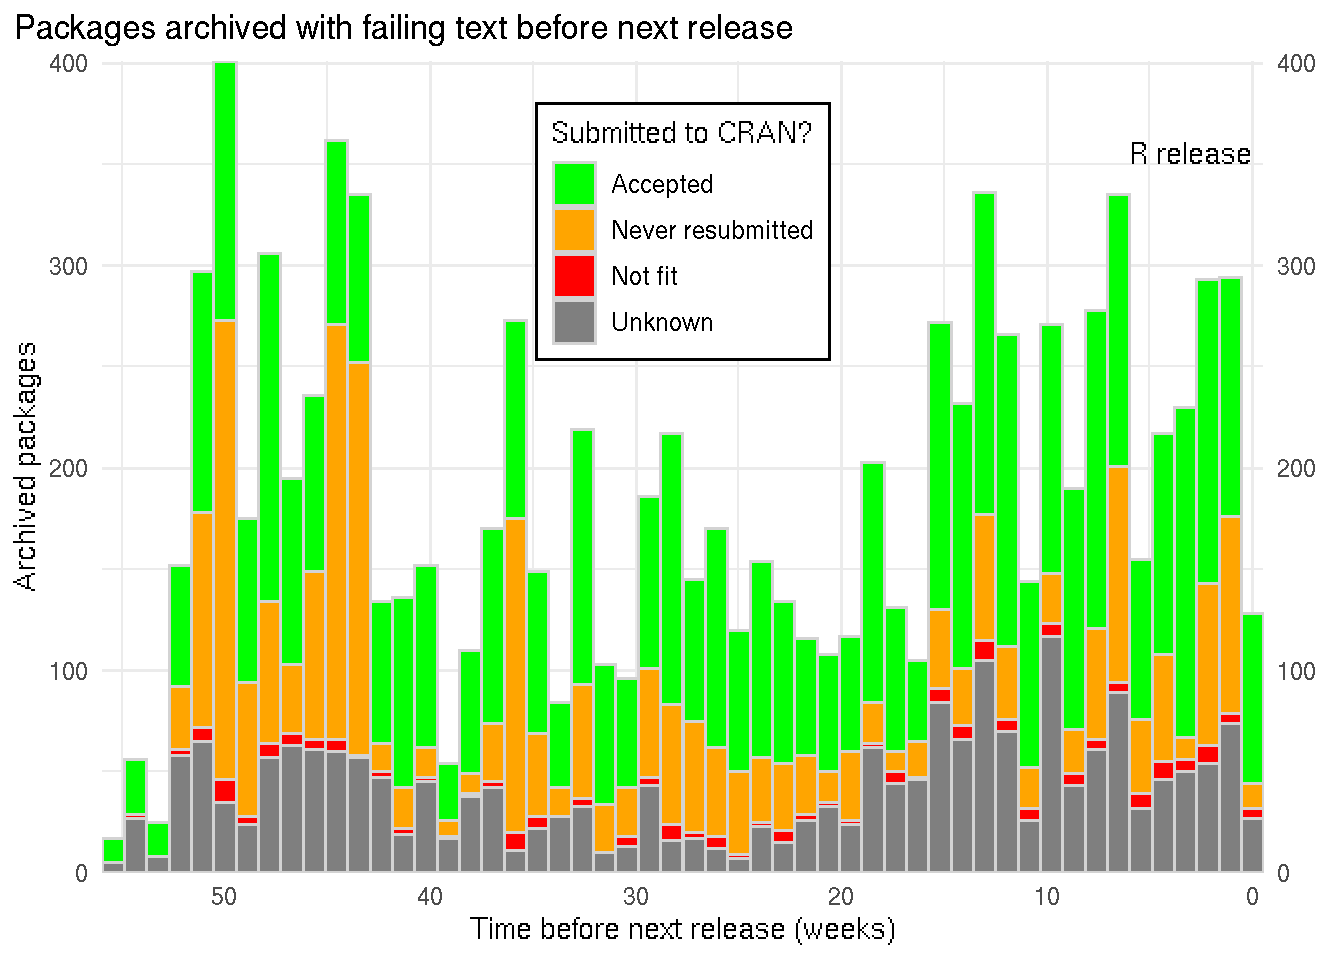 Packages archived with failing text before next release
400
300
200
100
0
Archived packages
Submitted to CRAN?
Accepted
Never resubmitted
Not fit
Unknown
R release
400
300
200
100
0
50 40 30 20 10 0
Time before next release (weeks)